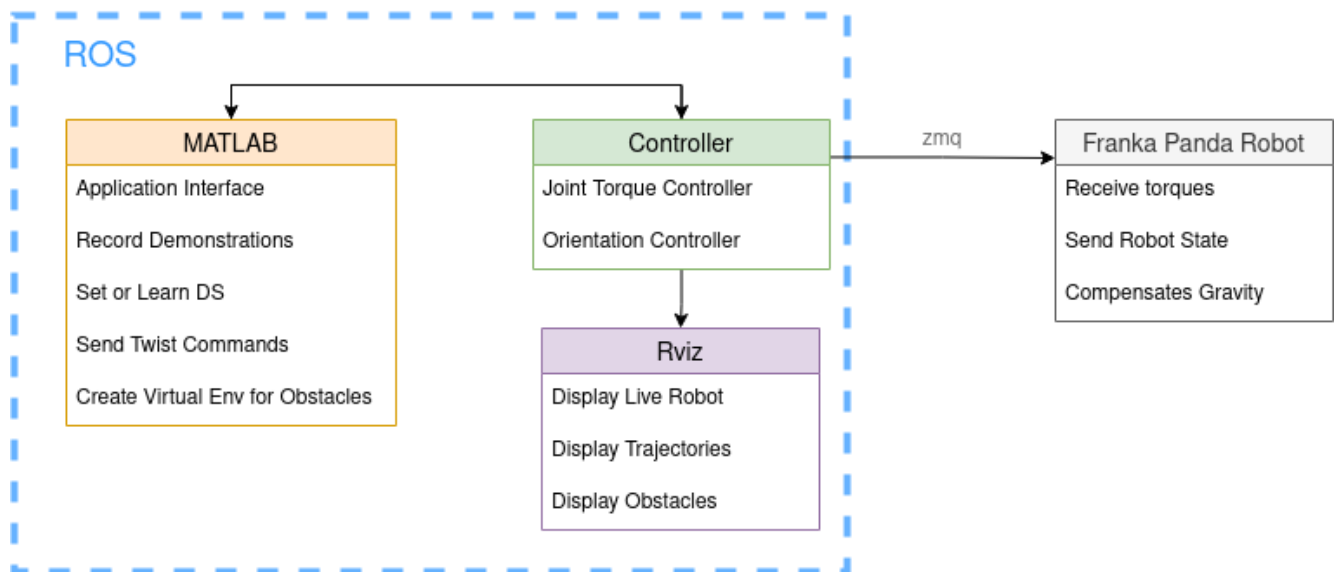 ROS
MATLAB
Application Interface
Record Demonstrations
Set or Learn DS
Send Twist Commands
Create Virtual Env for Obstacles
Controller
Joint Torque Controller
Orientation Controller
Rviz
Display Live Robot
Display Trajectories
Display Obstacles
zmq
Franka Panda Robot
Receive torques
Send Robot State
Compensates Gravity